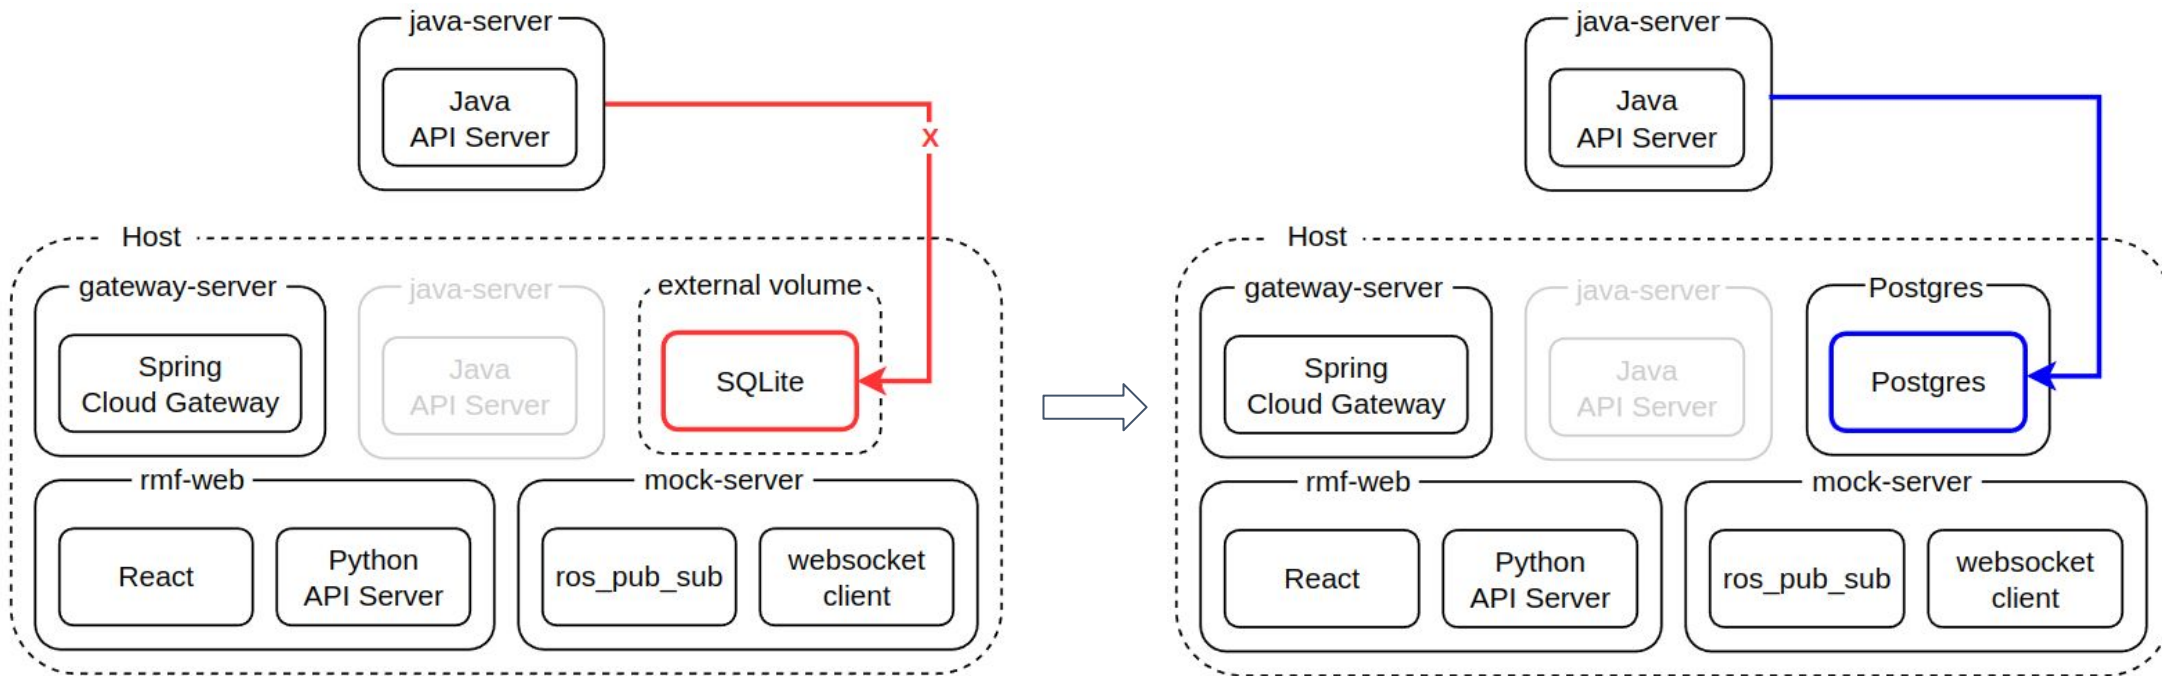 java-server
Java
API Server
X
Host
gateway-server
Spring
Cloud Gateway
java-server
Java
API Server
external volume
SQLite
rmf-web
React
Python
API Server
mock-server
ros_pub_sub
websocket
client
java-server
Java
API Server
Host
gateway-server
Spring
Cloud Gateway
java-server
Java
API Server
Postgres
Postgres
rmf-web
React
Python
API Server
mock-server
ros_pub_sub
websocket
client